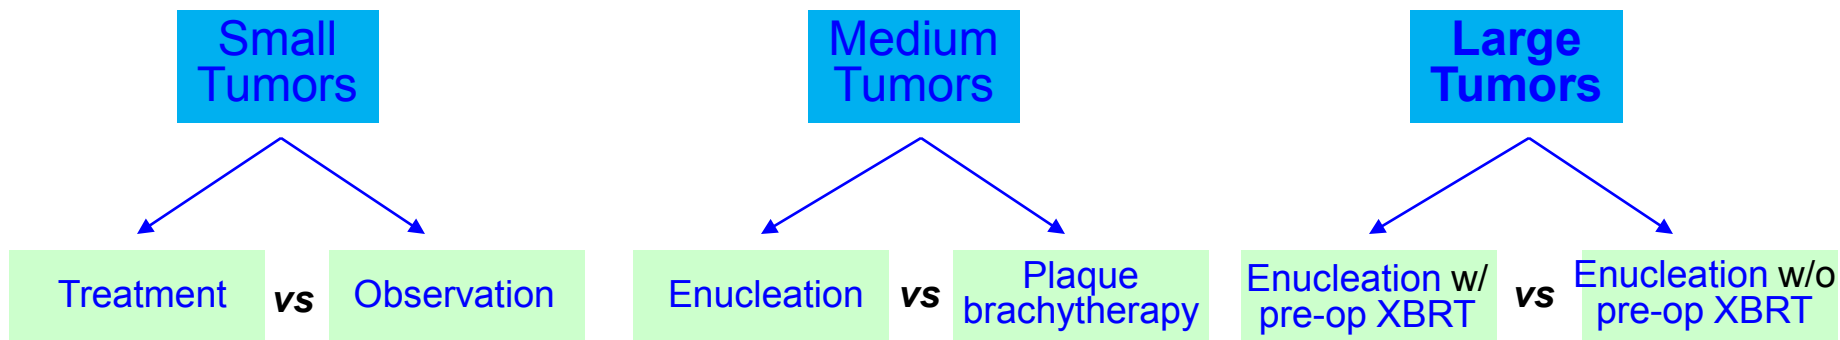 Small
Tumors
Medium
Tumors
Large
Tumors
Treatment
vs
Observation
Enucleation
vs
Plaque
brachytherapy
Enucleation w/
pre-op XBRT
vs
Enucleation w/o
pre-op XBRT